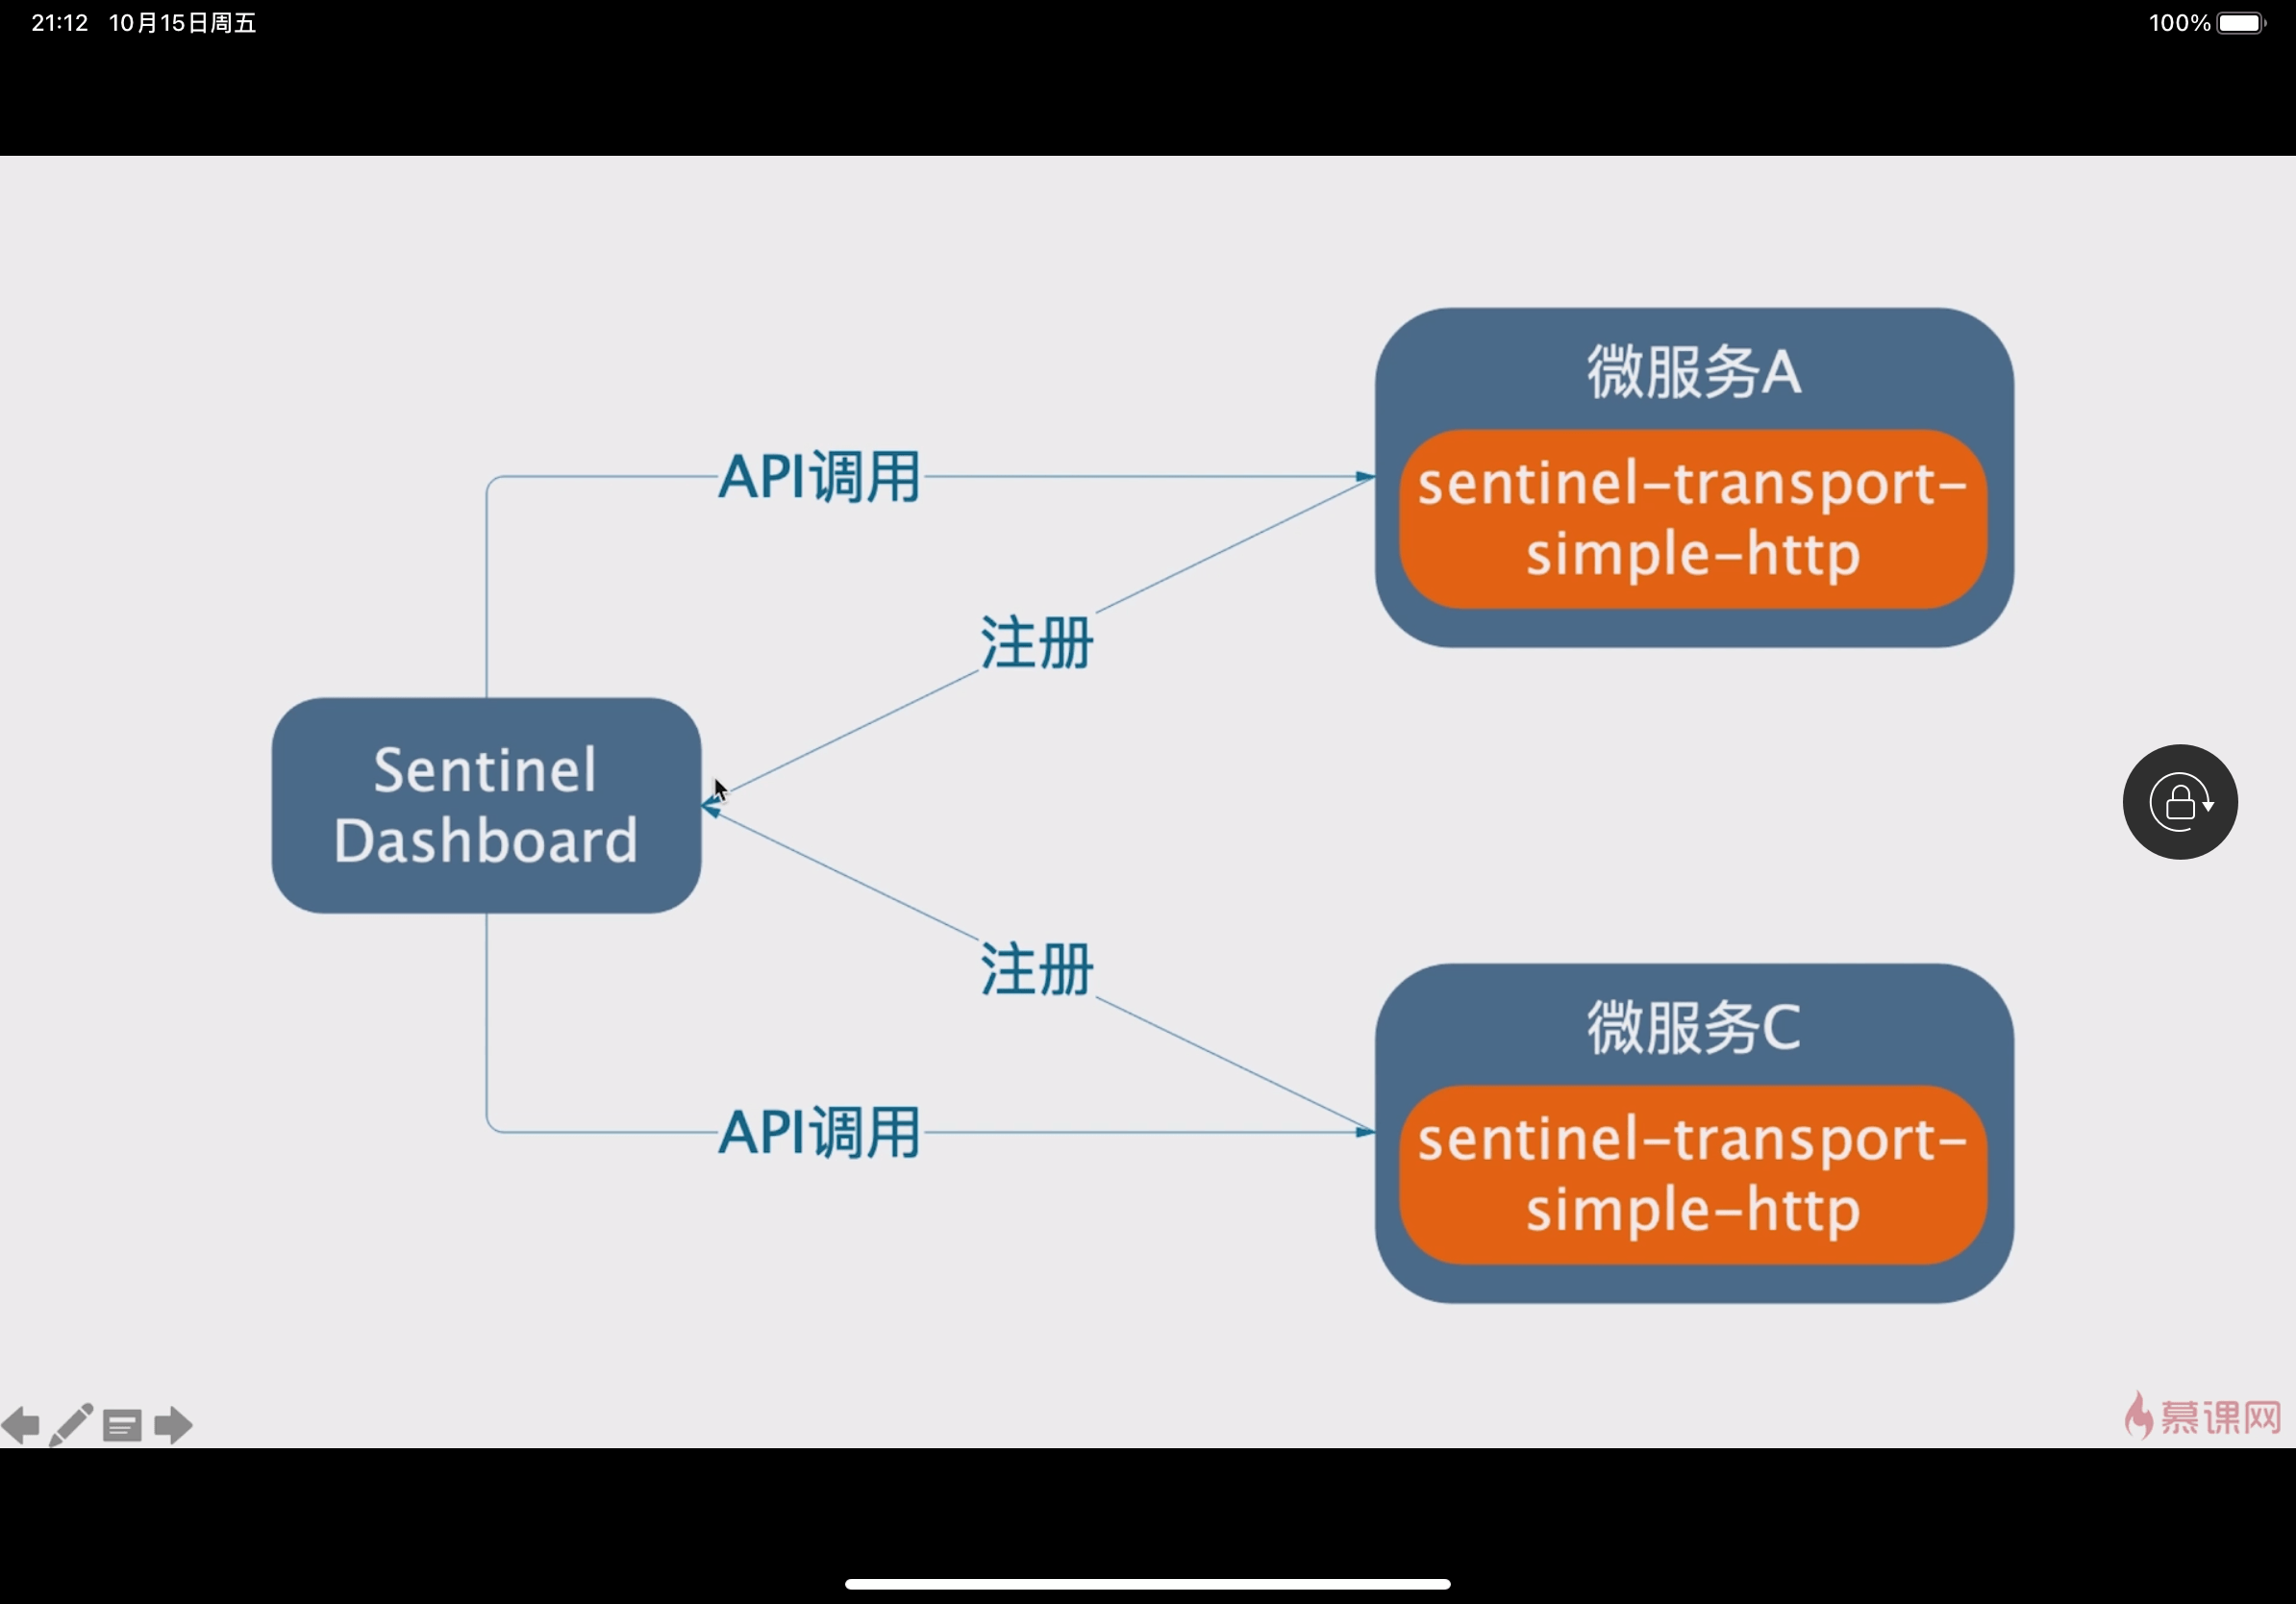 21:12 10月15日周五
100%
微服务A
API调用
sentinel-transport-
simple-http
注册
Sentinel
Dashboard
注册
微服务C
API调用
sentinel-transport-
simple-http
慕课网